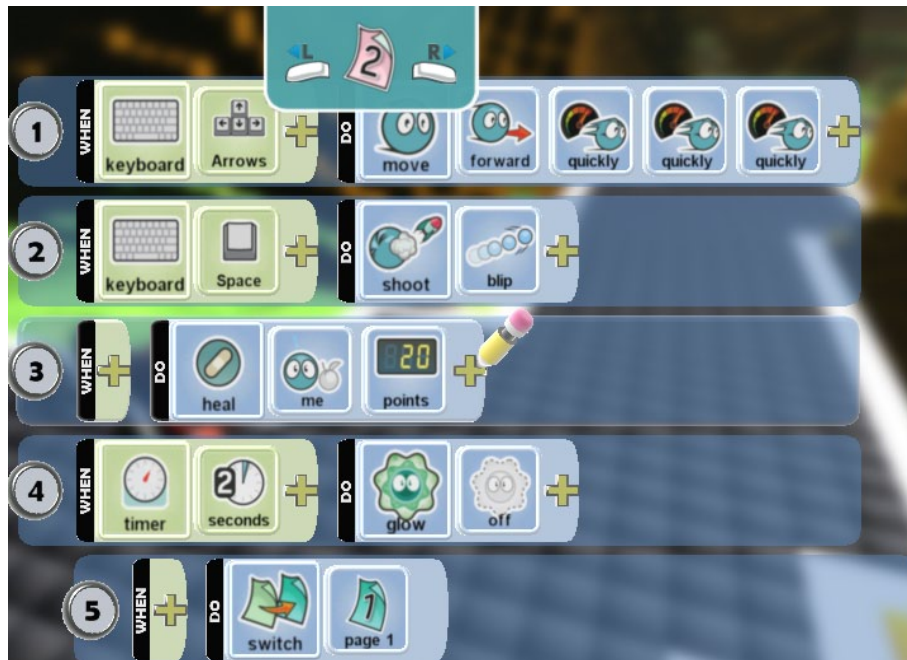 L 2 R
1 WHEN keyboard Arrows DO move forward quickly quickly quickly
2 WHEN keyboard Space DO shoot blip
3 WHEN DO heal me 20 points
4 WHEN timer 2 seconds DO glow off
5 WHEN DO switch 1 page 1